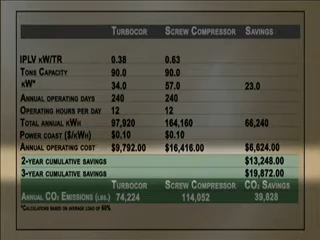 TURBOCOR SCREW COMPRESSOR SAVINGS
IPLV KW/TR 0.38 0.63
TONS CAPACITY 90.0 90.0
KW* 34.0 57.0 23.0
ANNUAL OPERATING DAYS 240 240
OPERATING HOURS PER DAY 12 12
TOTAL ANNUAL KWH 97,920 164,160 66,240
POWER COAST ($/KWH) $0.10 $0.10
ANNUAL OPERATING COST $9,792.00 $16,416.00 $6,624.00
2-YEAR CUMULATIVE SAVINGS $13,248.00
3-YEAR CUMULATIVE SAVINGS $19,872.00
TURBOCOR SCREW COMPRESSOR CO2 SAVINGS
ANNUAL CO2 EMISSIONS (LBS.) 74,224 114,052 39,828
*CALCULATIONS BASED ON AVERAGE LOAD OF 60%